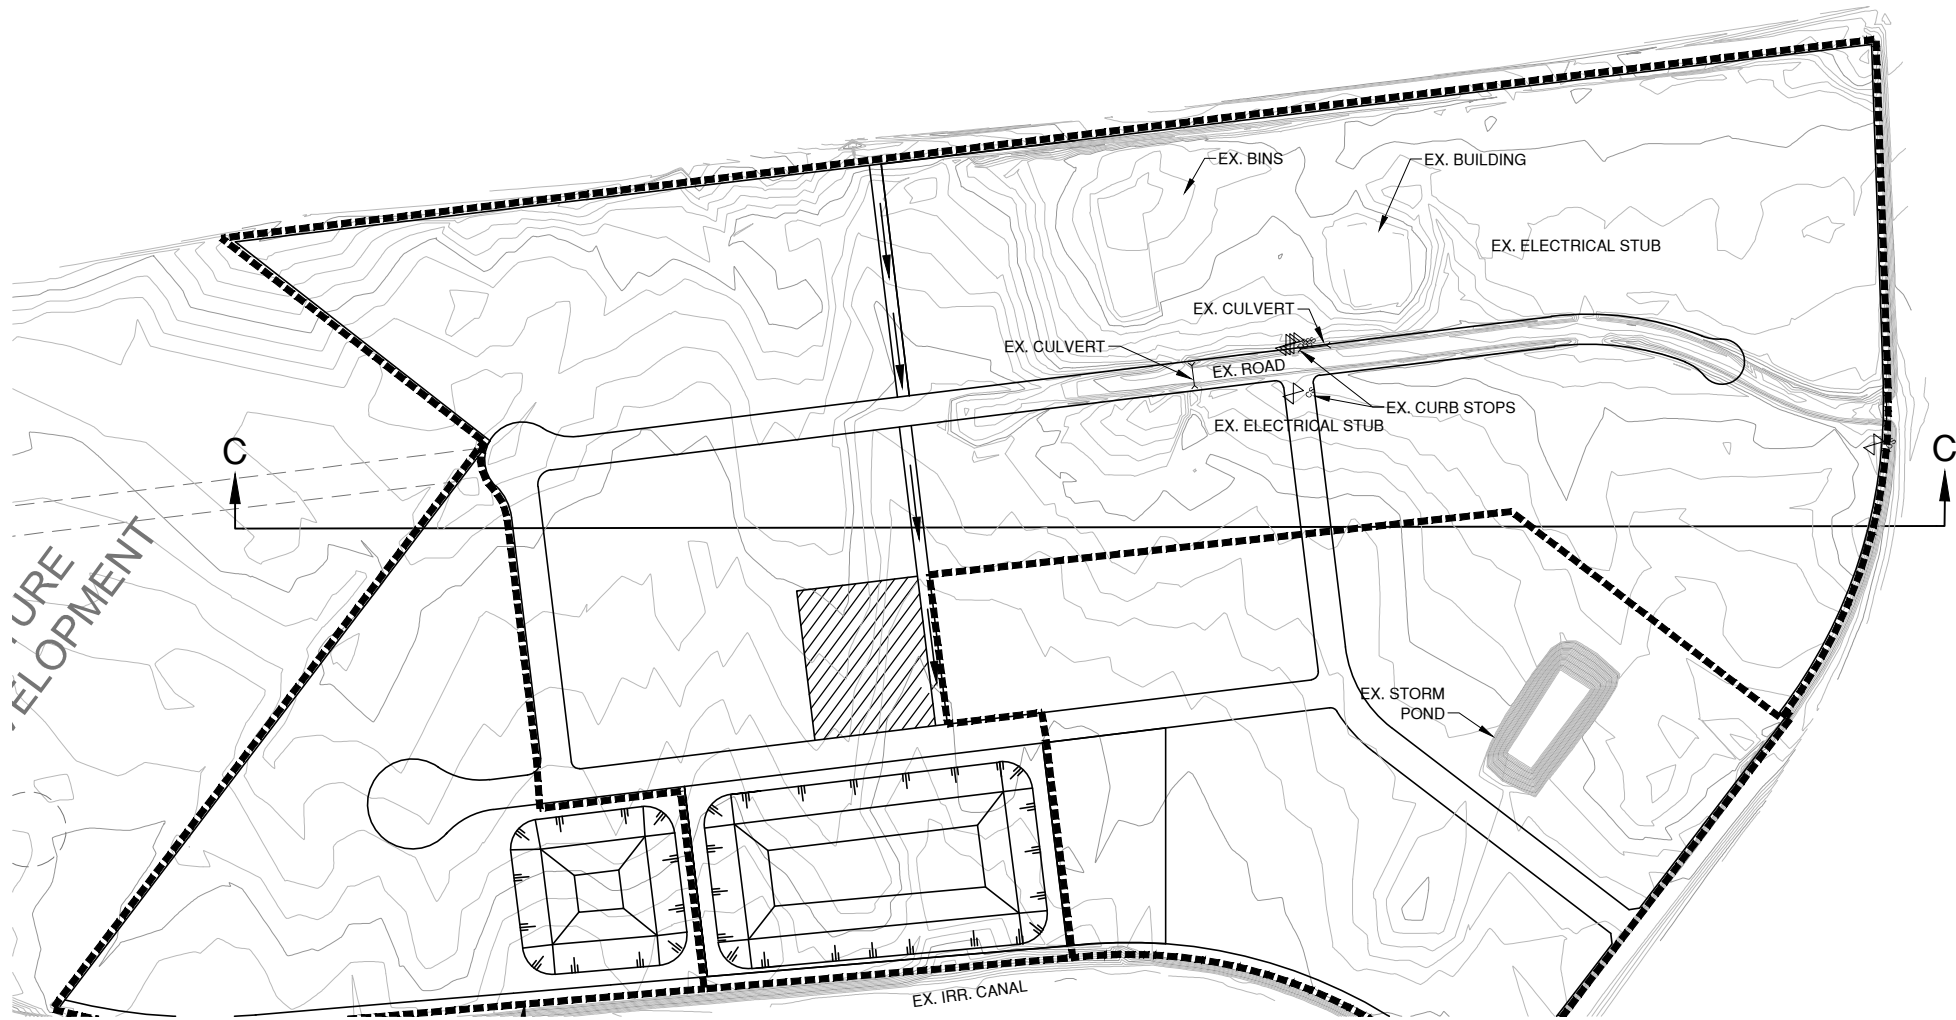 EX. BINS
EX. BUILDING
EX. ELECTRICAL STUB
EX. CULVERT
EX. CULVERT
EX. ROAD
EX. CURB STOPS
EX. ELECTRICAL STUB
C
C
URE
ELOPMENT
EX. STORM
POND
EX. IRR. CANAL